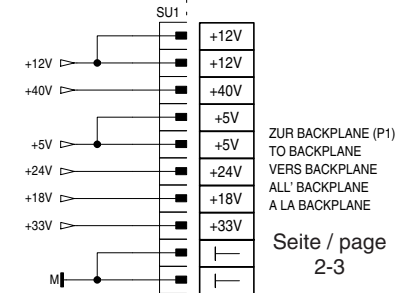 SU1
+12V
+12V +12V
+40V +40V
+5V
+5V +5V
+24V +24V
+18V +18V
+33V +33V
M
ZUR BACKPLANE (P1)
TO BACKPLANE
VERS BACKPLANE
ALL' BACKPLANE
A LA BACKPLANE
Seite / page
2-3